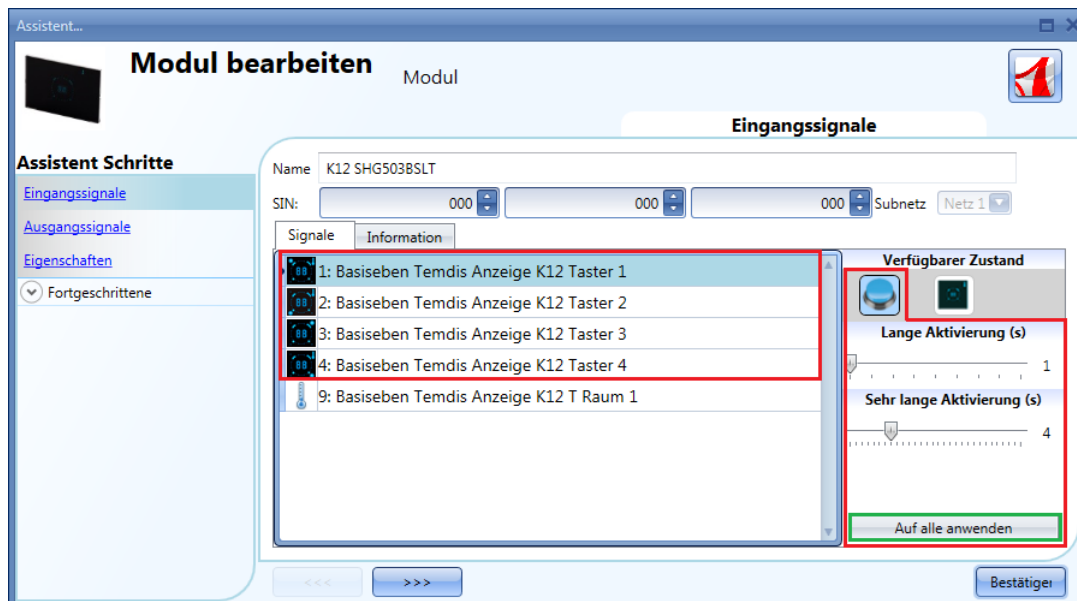 Assistent...
Modul bearbeiten
Modul
Eingangssignale
Assistent Schritte
Eingangssignale
Ausgangssignale
Eigenschaften
Fortgeschrittene
Name K12 SHG503BSLT
SIN: 000 000 000 Subnetz Netz 1
Signale Information
1: Basiseben Temdis Anzeige K12 Taster 1
2: Basiseben Temdis Anzeige K12 Taster 2
3: Basiseben Temdis Anzeige K12 Taster 3
4: Basiseben Temdis Anzeige K12 Taster 4
9: Basiseben Temdis Anzeige K12 T Raum 1
Verfügbarer Zustand
Lange Aktivierung (s)
1
Sehr lange Aktivierung (s)
4
Auf alle anwenden
<<< >>> Bestätiger